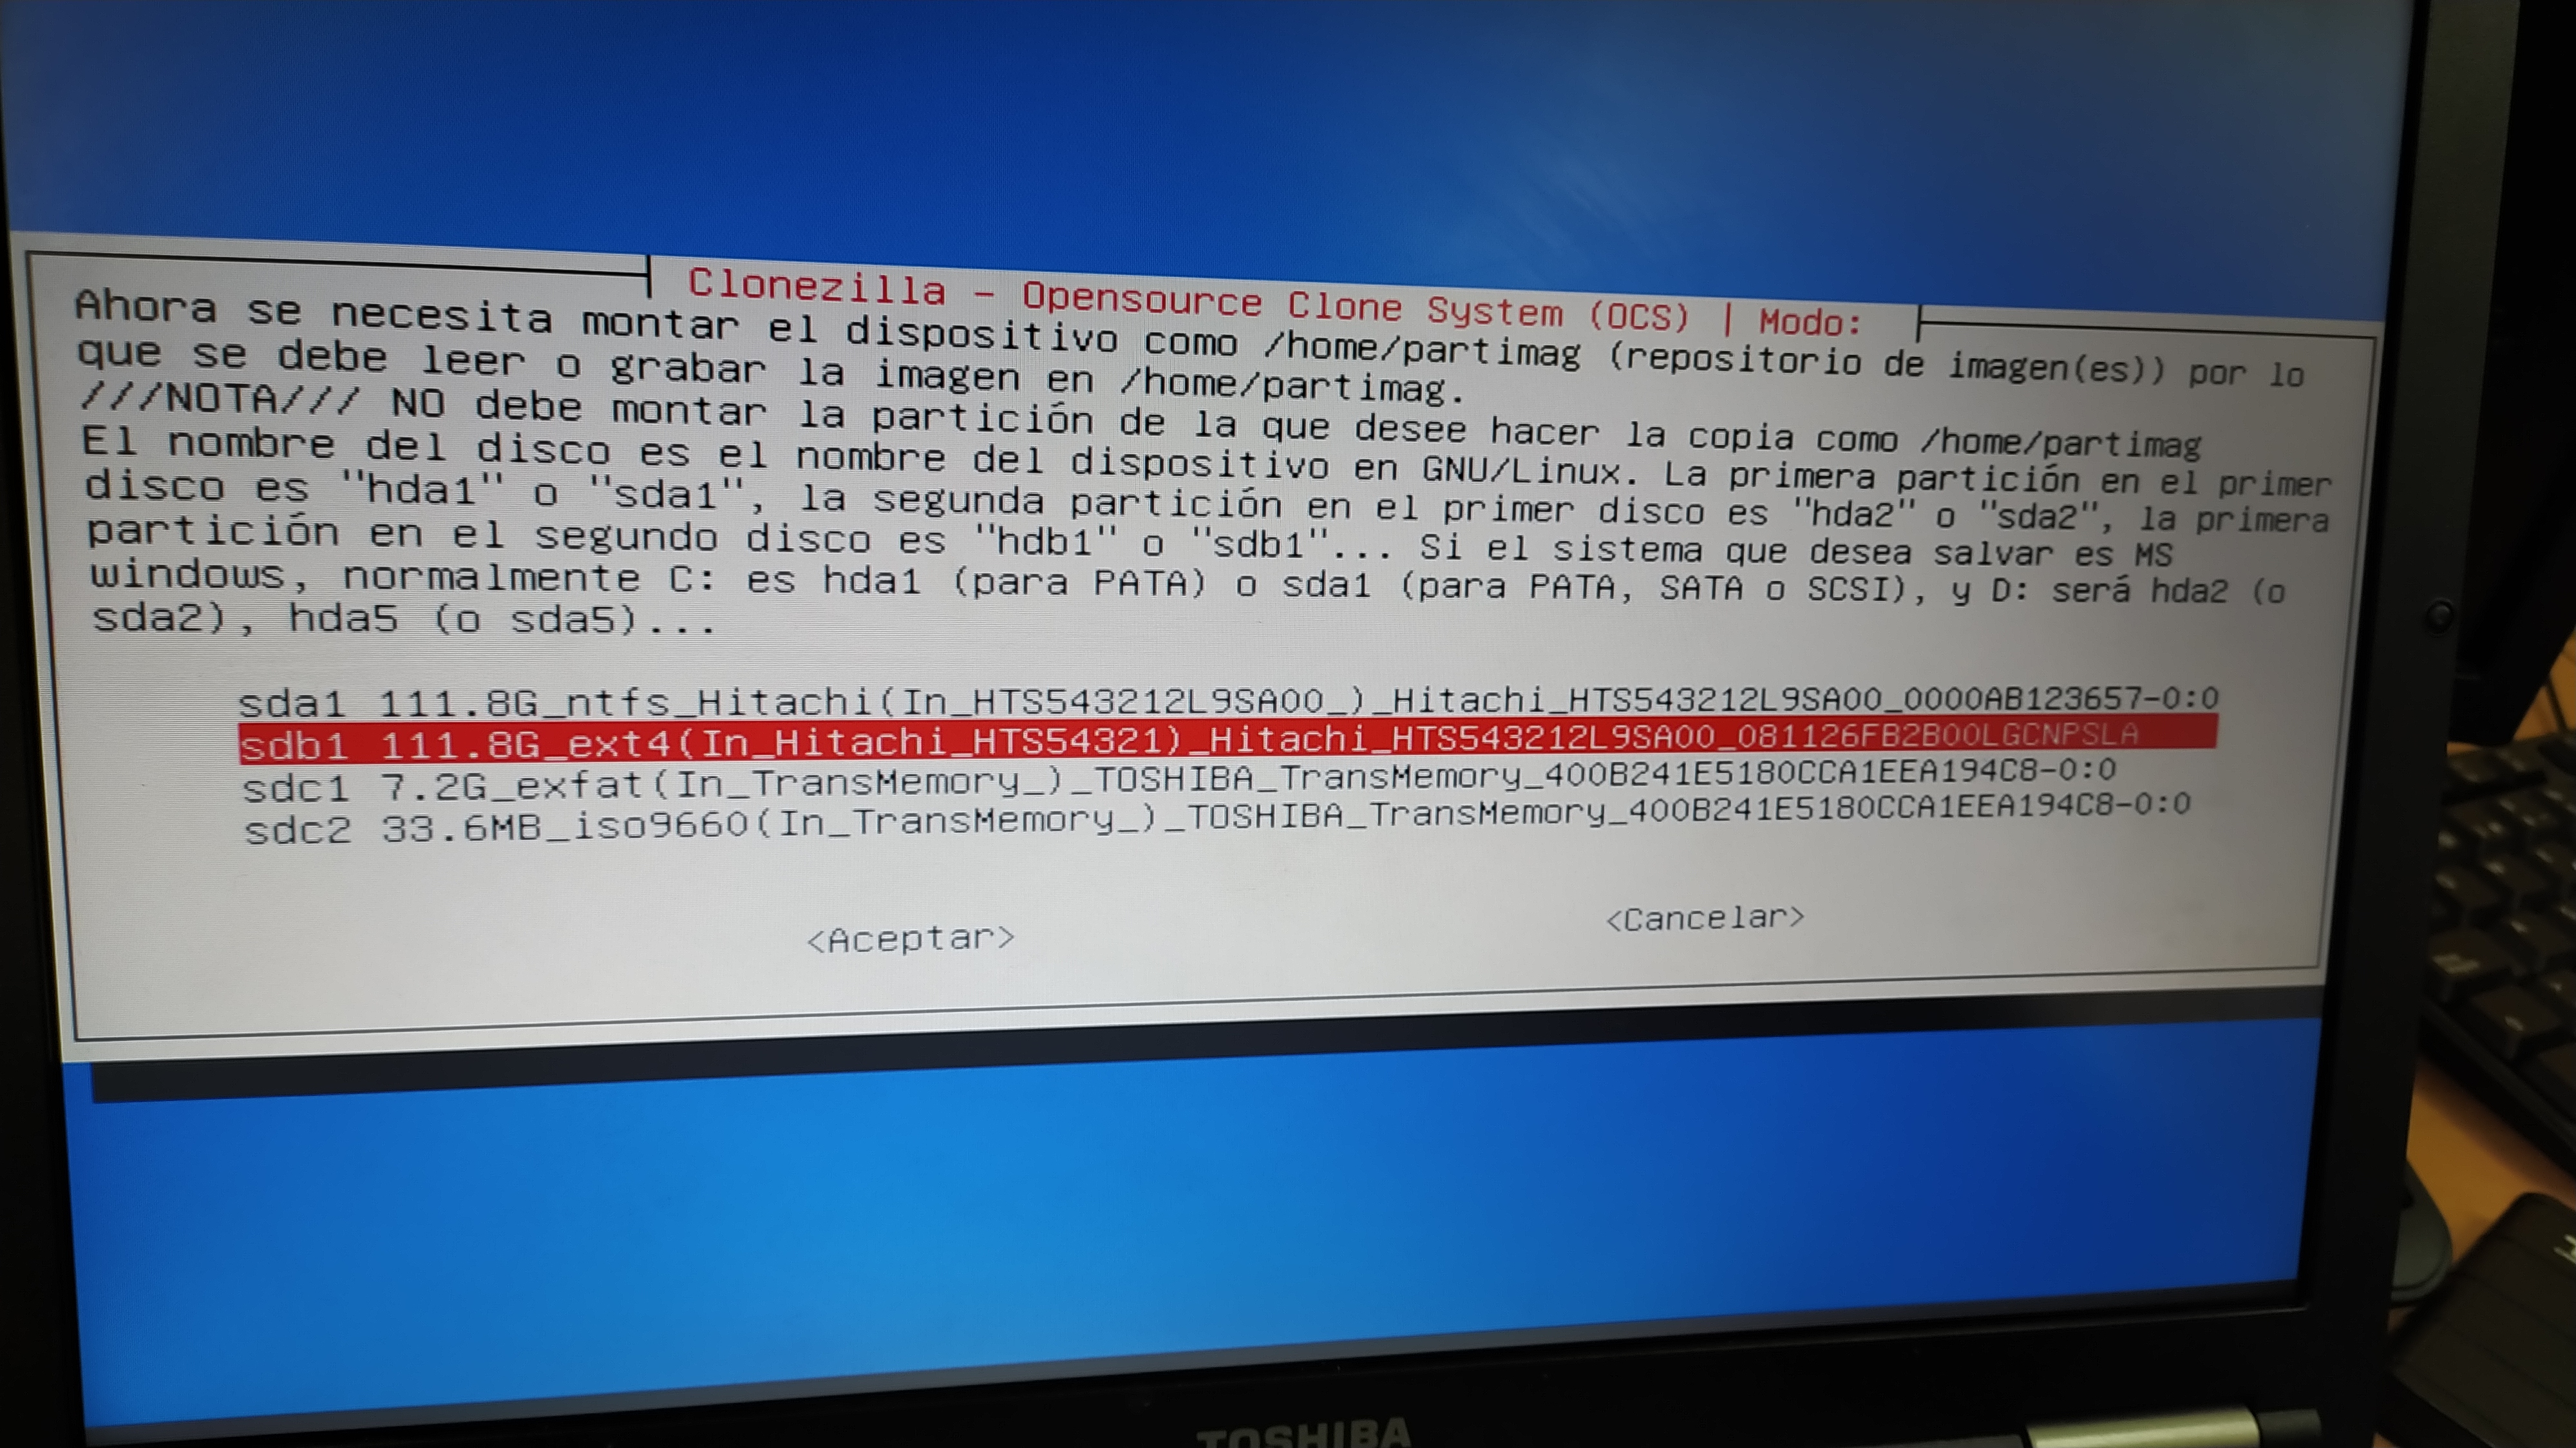 Clonezilla - Opensource Clone System (OCS) | Modo:
Ahora se necesita montar el dispositivo como /home/partimag (repositorio de imagen(es)) por lo
que se debe leer o grabar la imagen en /home/partimag.
///NOTA/// NO debe montar la partición de la que desee hacer la copia como /home/partimag
El nombre del disco es el nombre del dispositivo en GNU/Linux. La primera partición en el primer
disco es "hda1" o "sda1", la segunda partición en el primer disco es "hda2" o "sda2", la primera
partición en el segundo disco es "hdb1" o "sdb1"... Si el sistema que desea salvar es MS
windows, normalmente C: es hda1 (para PATA) o sda1 (para PATA, SATA o SCSI), y D: será hda2 (o
sda2), hda5 (o sda5)...
sda1 111.8G_ntfs_Hitachi(In_HTS543212L9SA00_)_Hitachi_HTS543212L9SA00_0000AB123657-0:0
sdb1 111.8G_ext4(In_Hitachi_HTS54321)_Hitachi_HTS543212L9SA00_081126FB2B00LGCNPSLA
sdc1 7.2G_exfat(In_TransMemory_)_TOSHIBA_TransMemory_400B241E5180CCA1EEA194C8-0:0
sdc2 33.6MB_iso9660(In_TransMemory_)_TOSHIBA_TransMemory_400B241E5180CCA1EEA194C8-0:0
<Aceptar> <Cancelar>
TOSHIBA